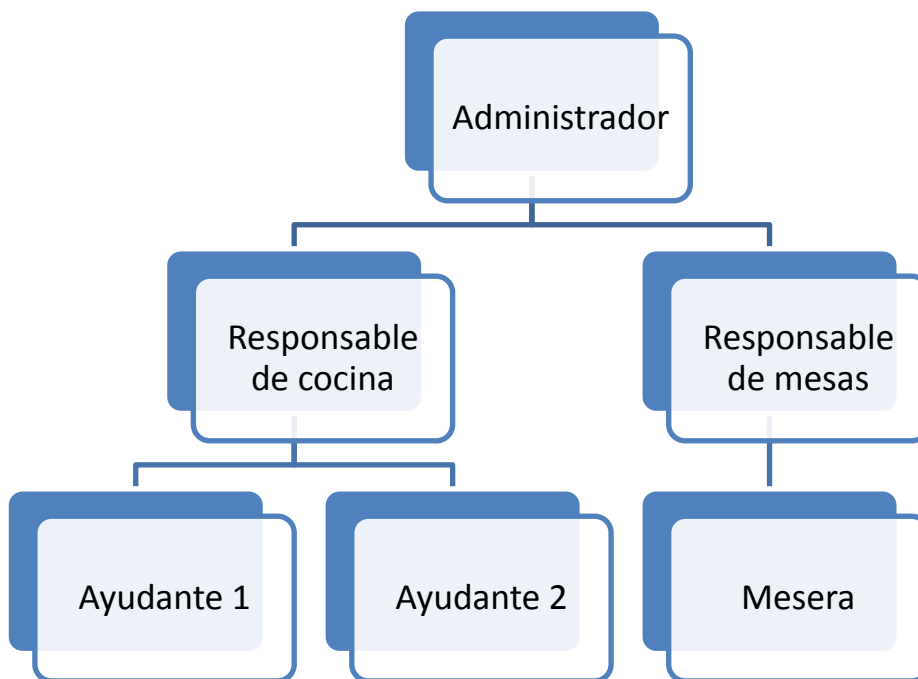 Administrador
Responsable
de cocina
Responsable
de mesas
Ayudante 1
Ayudante 2
Mesera